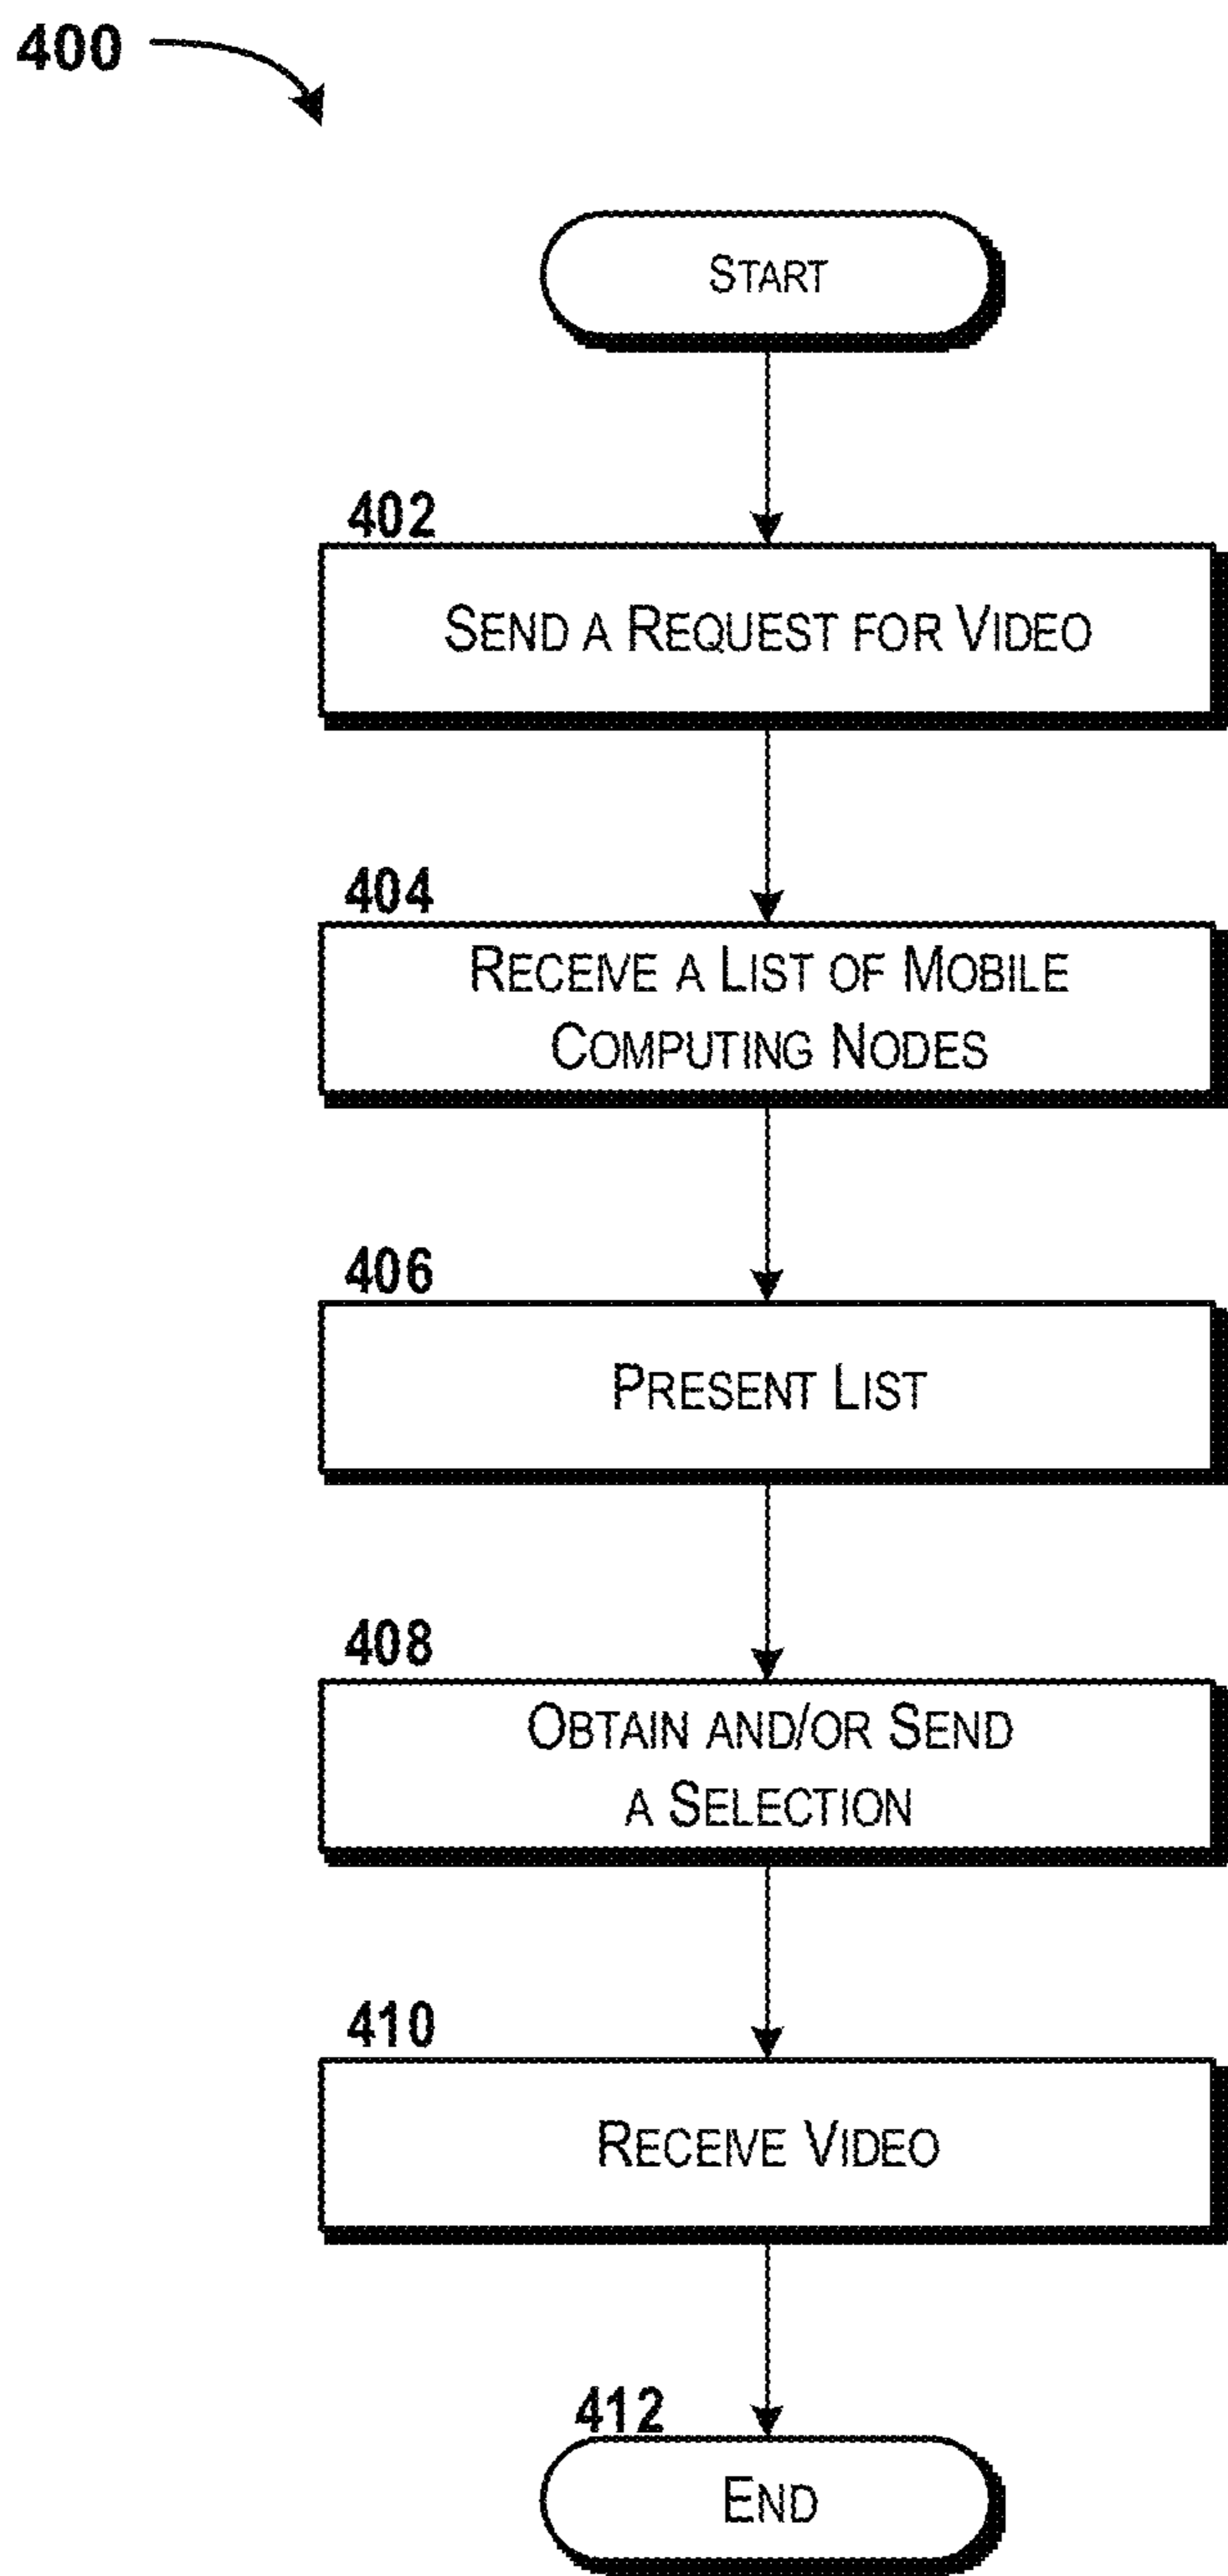 400
START
402
SEND A REQUEST FOR VIDEO
404
RECEIVE A LIST OF MOBILE
COMPUTING NODES
406
PRESENT LIST
408
OBTAIN AND/OR SEND
A SELECTION
410
RECEIVE VIDEO
412
END